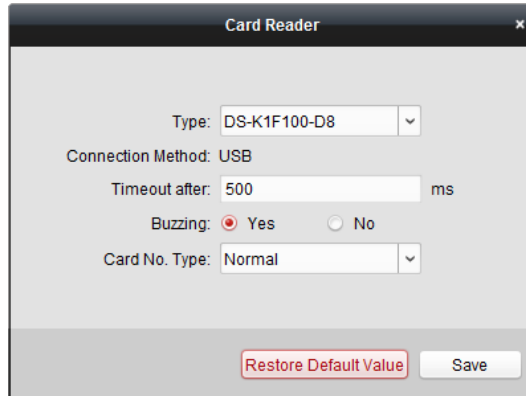 Card Reader ×
Type: DS-K1F100-D8
Connection Method: USB
Timeout after: 500 ms
Buzzing: Yes No
Card No. Type: Normal
Restore Default Value Save